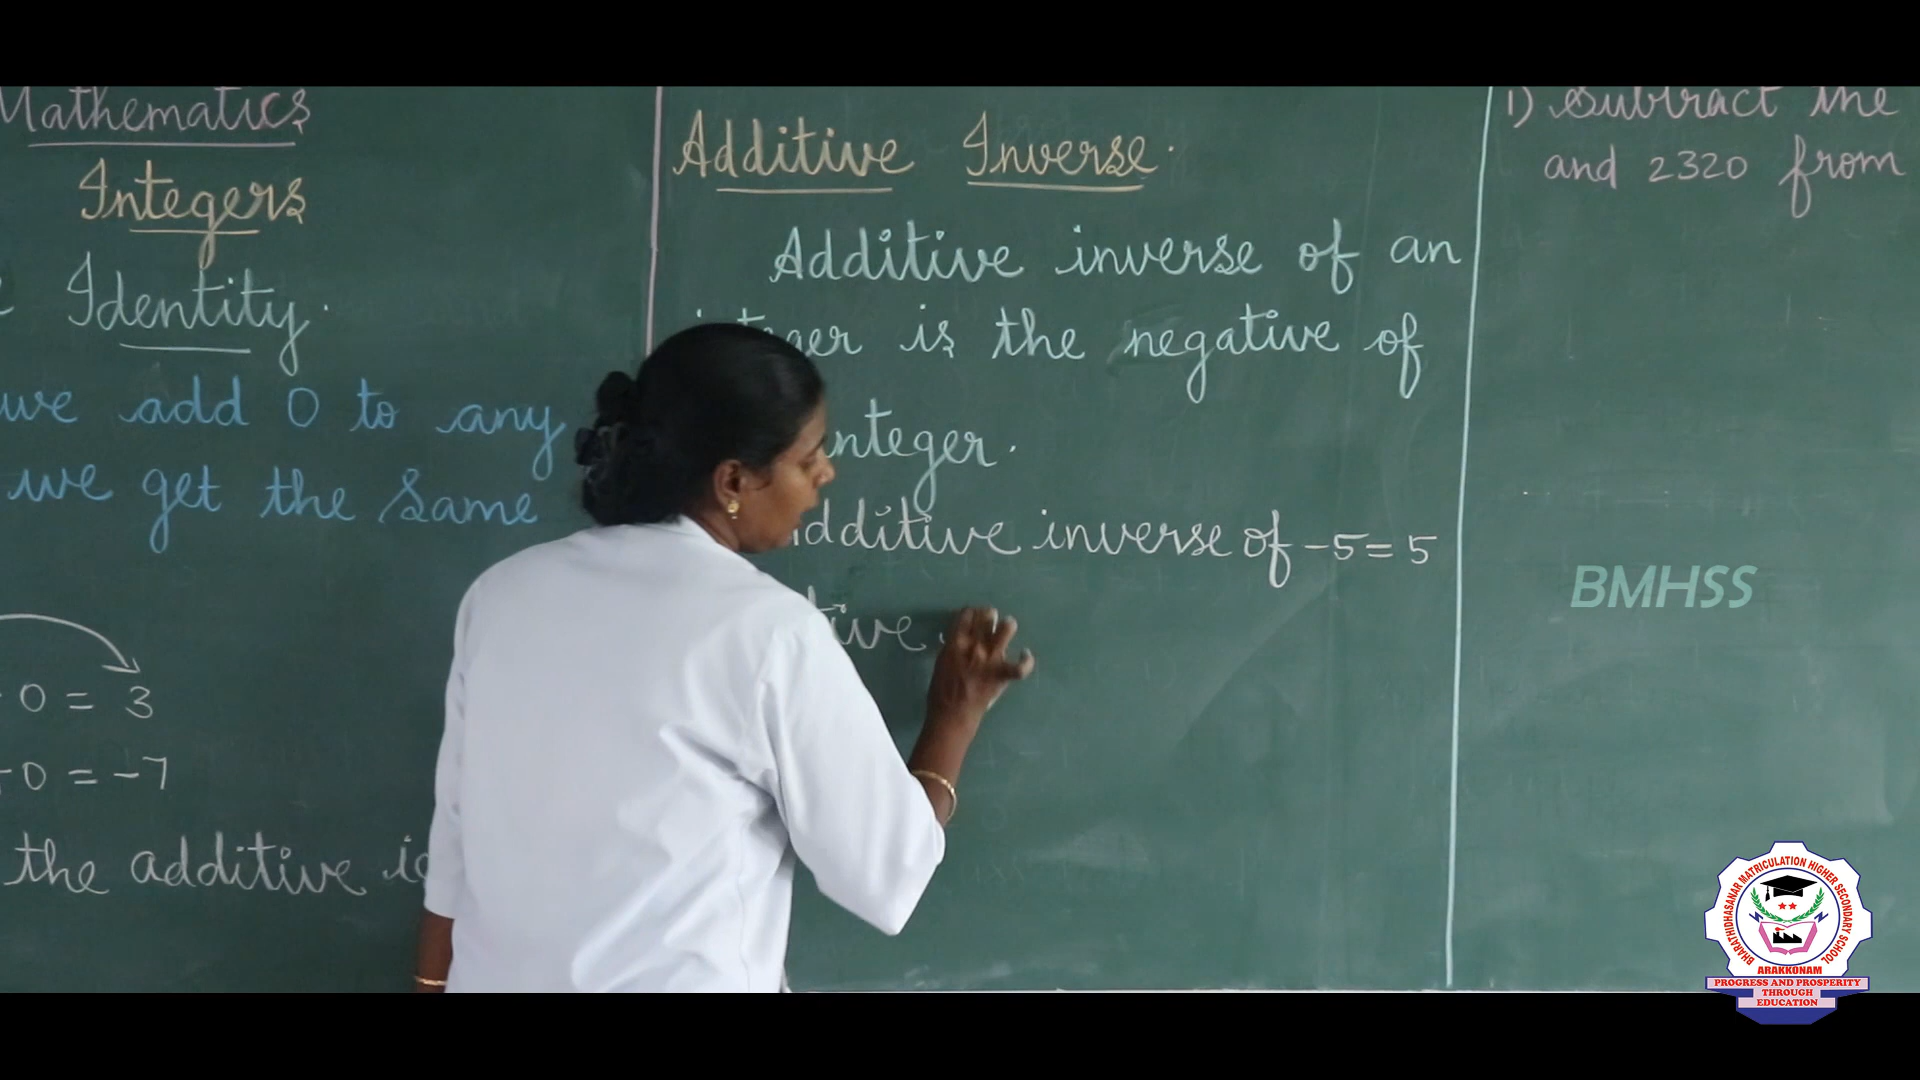 Mathematics
Integers
Identity.
we add 0 to any
we get the same
0 = 3
+0 = -7
the additive
Additive Inverse.
Additive inverse of an
is the negative of
integer.
additive inverse of -5 = 5
1) Subtract the
and 2320 from
BMHSS
BHARATHIDHASANAR MATRICULATION HIGHER SECONDARY SCHOOL
ARAKKONAM
PROGRESS AND PROSPERITY
THROUGH
EDUCATION